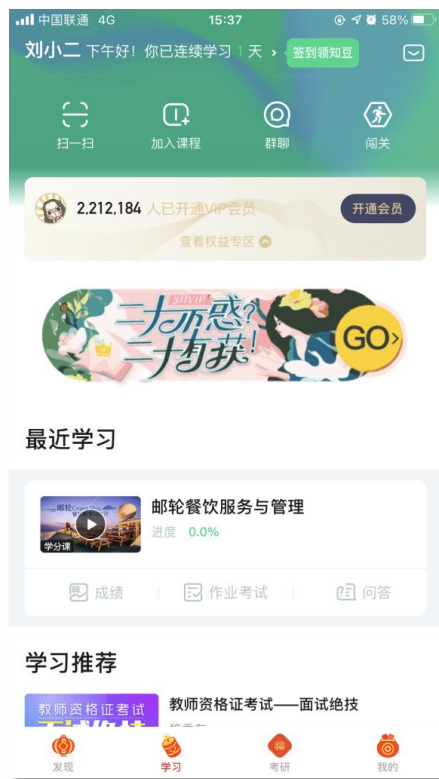 中国联通 4G 15:37 58%
刘小二 下午好！你已连续学习 1 天 › 签到领知豆
扫一扫 加入课程 群聊 闯关
2,212,184 人已开通VIP会员 开通会员
查看权益专区
二十不惑?
二十有获!
GO›
最近学习
邮轮餐饮服务与管理
学分课
进度 0.0%
成绩 作业考试 问答
学习推荐
教师资格证考试
教师资格证考试——面试绝技
发现 学习 考研 我的